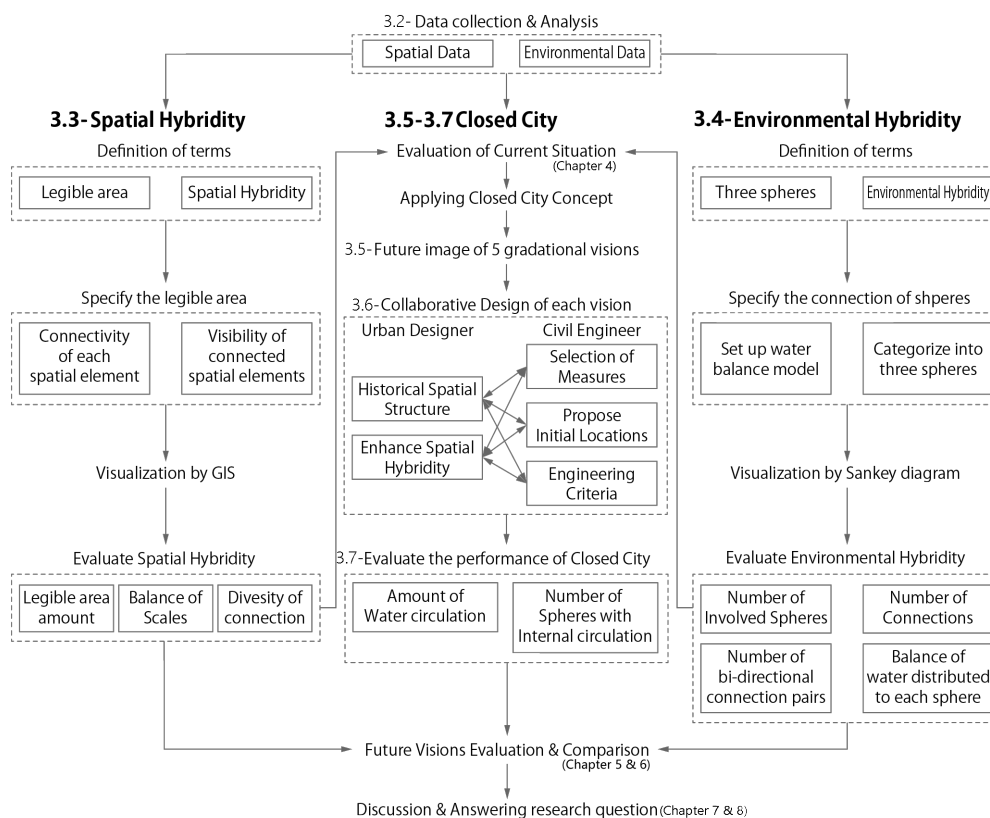 3.2- Data collection & Analysis
Spatial Data
Environmental Data
3.3- Spatial Hybridity
Definition of terms
Legible area
Spatial Hybridity
Specify the legible area
Connectivity
of each
spatial element
Visibility of
connected
spatial elements
Visualization by GIS
Evaluate Spatial Hybridity
Legible area
amount
Balance of
Scales
Divesity of
connection
3.5-3.7 Closed City
Evaluation of Current Situation
(Chapter 4)
Applying Closed City Concept
3.5- Future image of 5 gradational visions
3.6- Collaborative Design of each vision
Urban Designer
Civil Engineer
Historical Spatial
Structure
Enhance Spatial
Hybridity
Selection of
Measures
Propose
Initial Locations
Engineering
Criteria
3.7- Evaluate the performance of Closed City
Amount of
Water circulation
Number of
Spheres with
Internal circulation
3.4- Environmental Hybridity
Definition of terms
Three spheres
Environmental Hybridity
Specify the connection of shperes
Set up water
balance model
Categorize into
three spheres
Visualization by Sankey diagram
Evaluate Environmental Hybridity
Number of
Involved Spheres
Number of
Connections
Number of
bi-directional
connection pairs
Balance of
water distributed
to each sphere
Future Visions Evaluation & Comparison
(Chapter 5 & 6)
Discussion & Answering research question (Chapter 7 & 8)